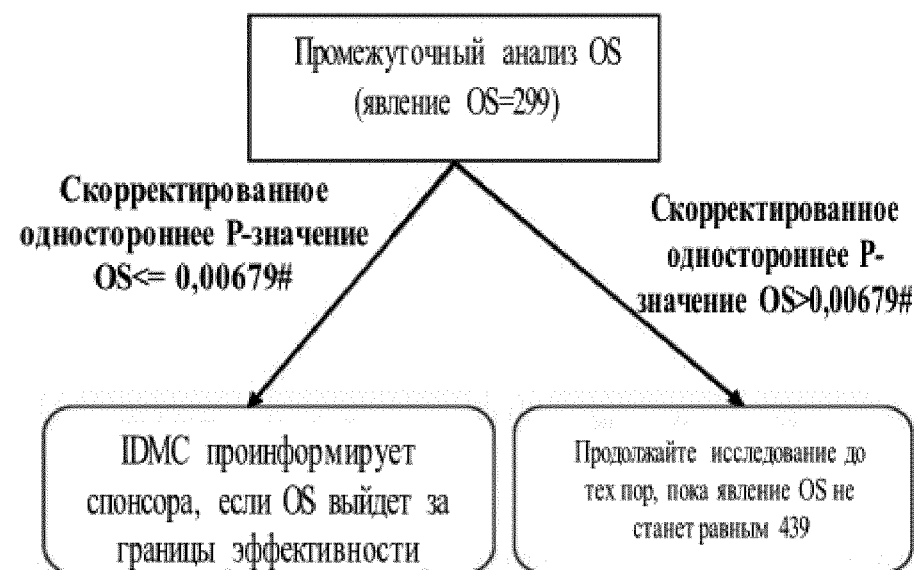 Промежуточный анализ OS
(явление OS=299)
Скорректированное
одностороннее P-значение
OS<= 0,00679#
Скорректированное
одностороннее P-
значение OS>0,00679#
IDMC проинформирует
спонсора, если OS выйдет за
границы эффективности
Продолжайте исследование до
тех пор, пока явление OS не
станет равным 439